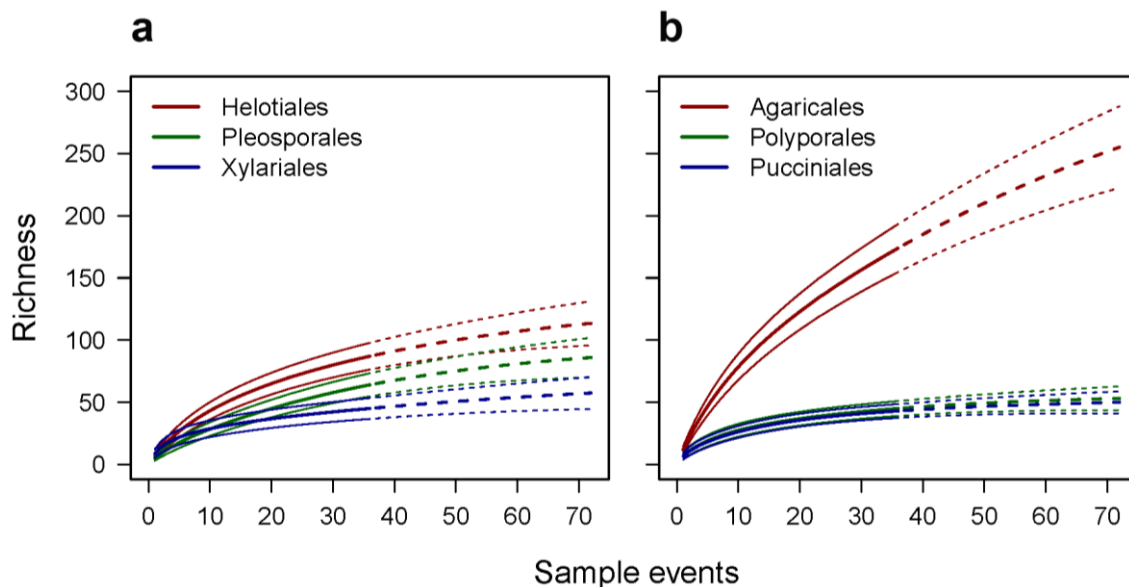 a
b
Richness
300
250
200
150
100
50
0
Helotiales
Pleosporales
Xylariales
Agaricales
Polyporales
Pucciniales
0 10 20 30 40 50 60 70
0 10 20 30 40 50 60 70
Sample events